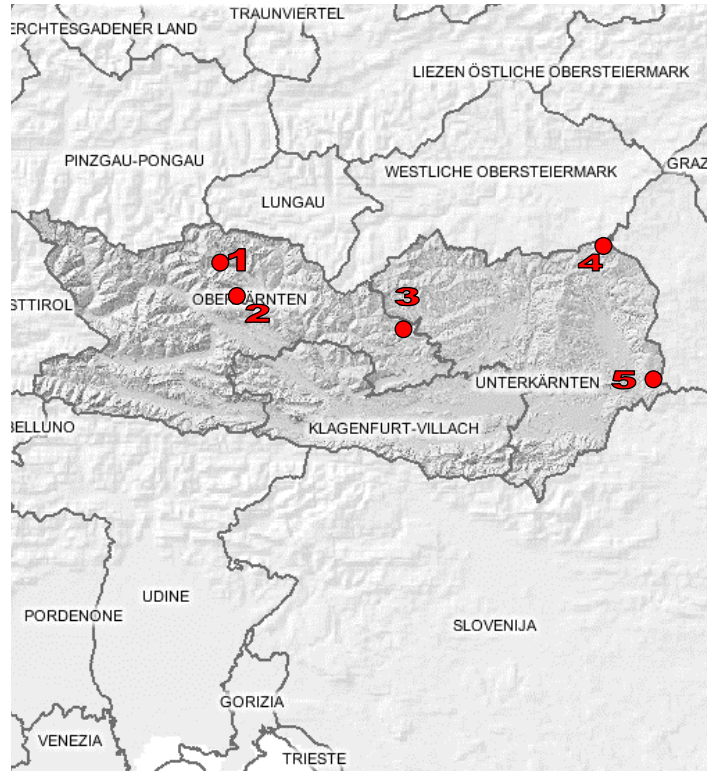 TRAUNVIERTEL
ERCHTESGADENER LAND
LIEZEN ÖSTLICHE OBERSTEIERMARK
PINZGAU-PONGAU
GRAZ
WESTLICHE OBERSTEIERMARK
LUNGAU
1
4
STTIROL
OBERKÄRNTEN
3
2
UNTERKÄRNTEN
5
BELLUNO
KLAGENFURT-VILLACH
UDINE
PORDENONE
SLOVENIJA
GORIZIA
VENEZIA
TRIESTE